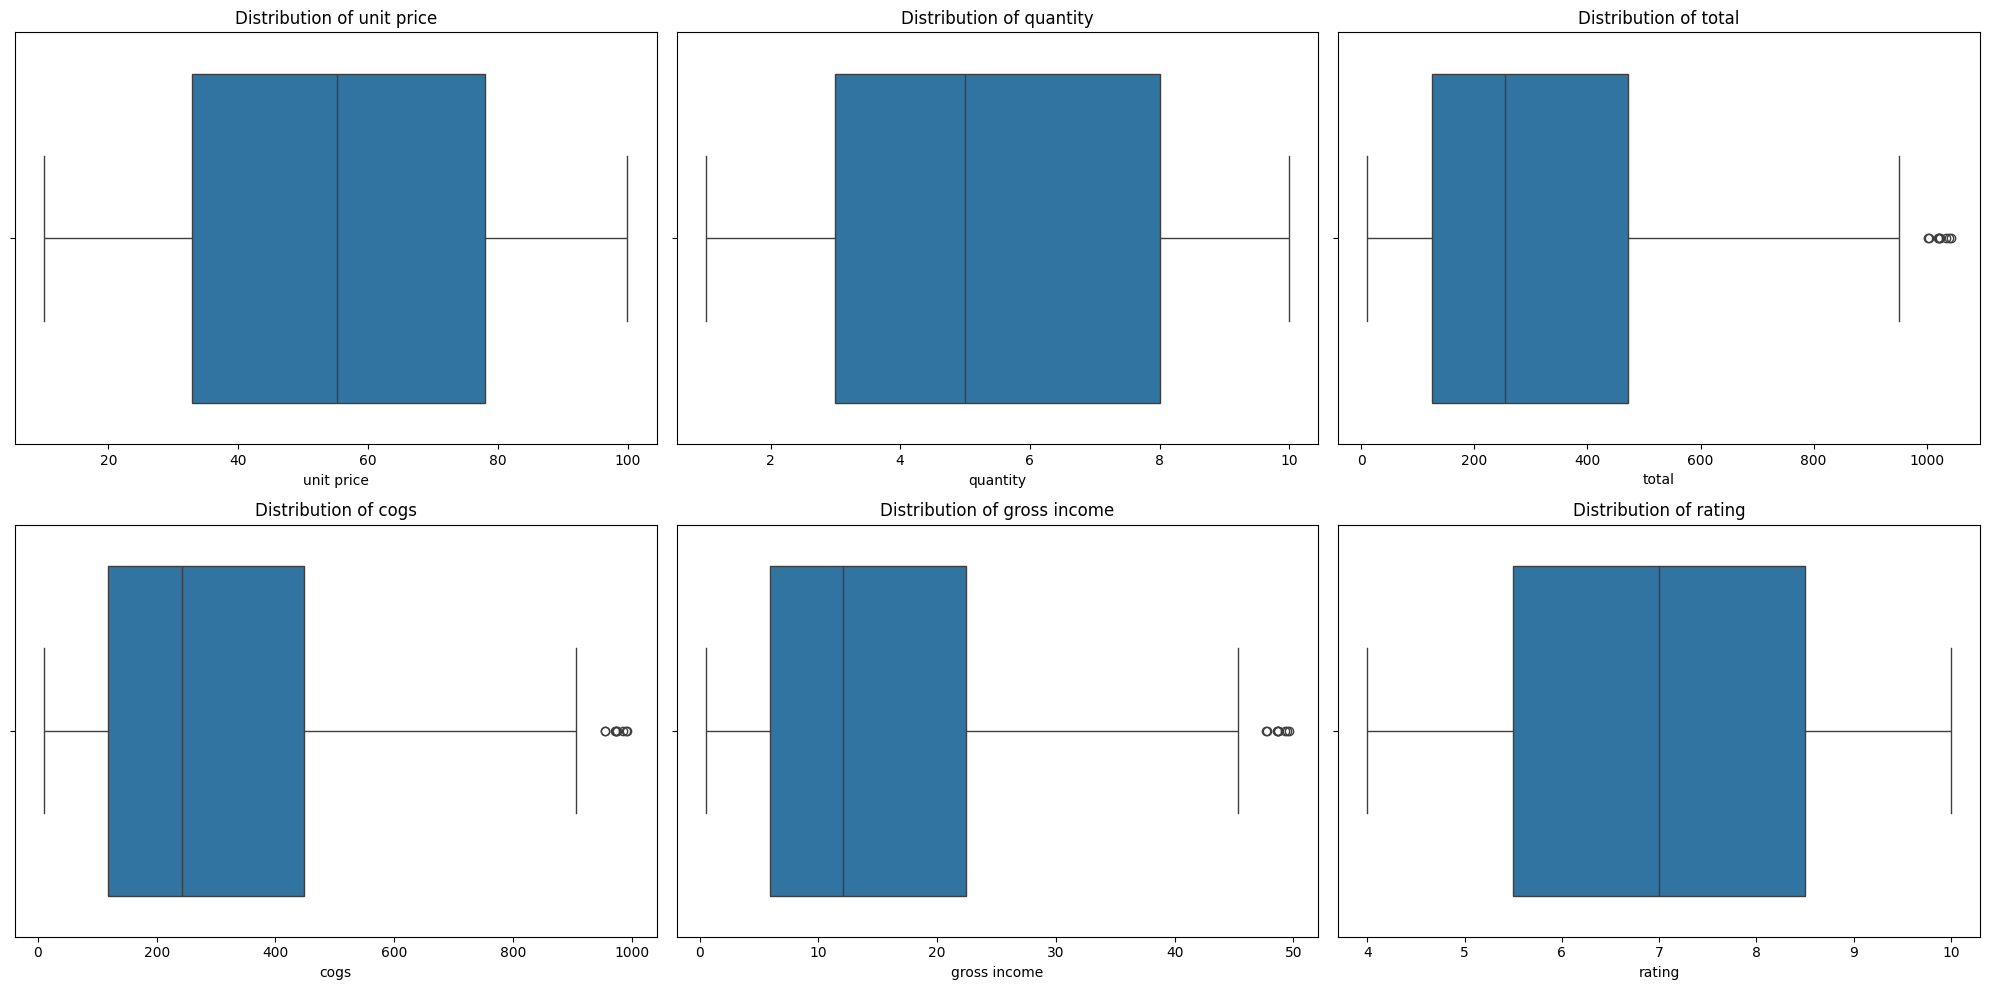 Distribution of unit price
20 40 60 80 100
unit price
Distribution of quantity
2 4 6 8 10
quantity
Distribution of total
0 200 400 600 800 1000
total
Distribution of cogs
0 200 400 600 800 1000
cogs
Distribution of gross income
0 10 20 30 40 50
gross income
Distribution of rating
4 5 6 7 8 9 10
rating